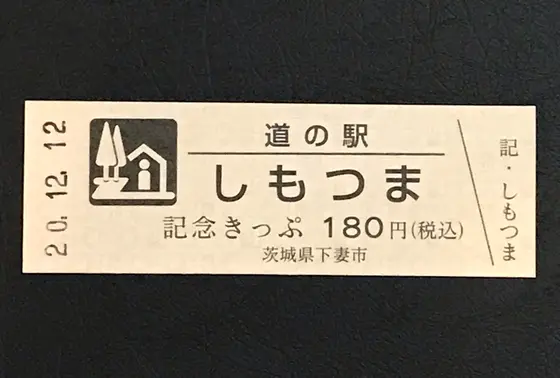 20.12.12
道の駅
しもつま
記念きっぷ 180円(税込)
茨城県下妻市
記・しもつま